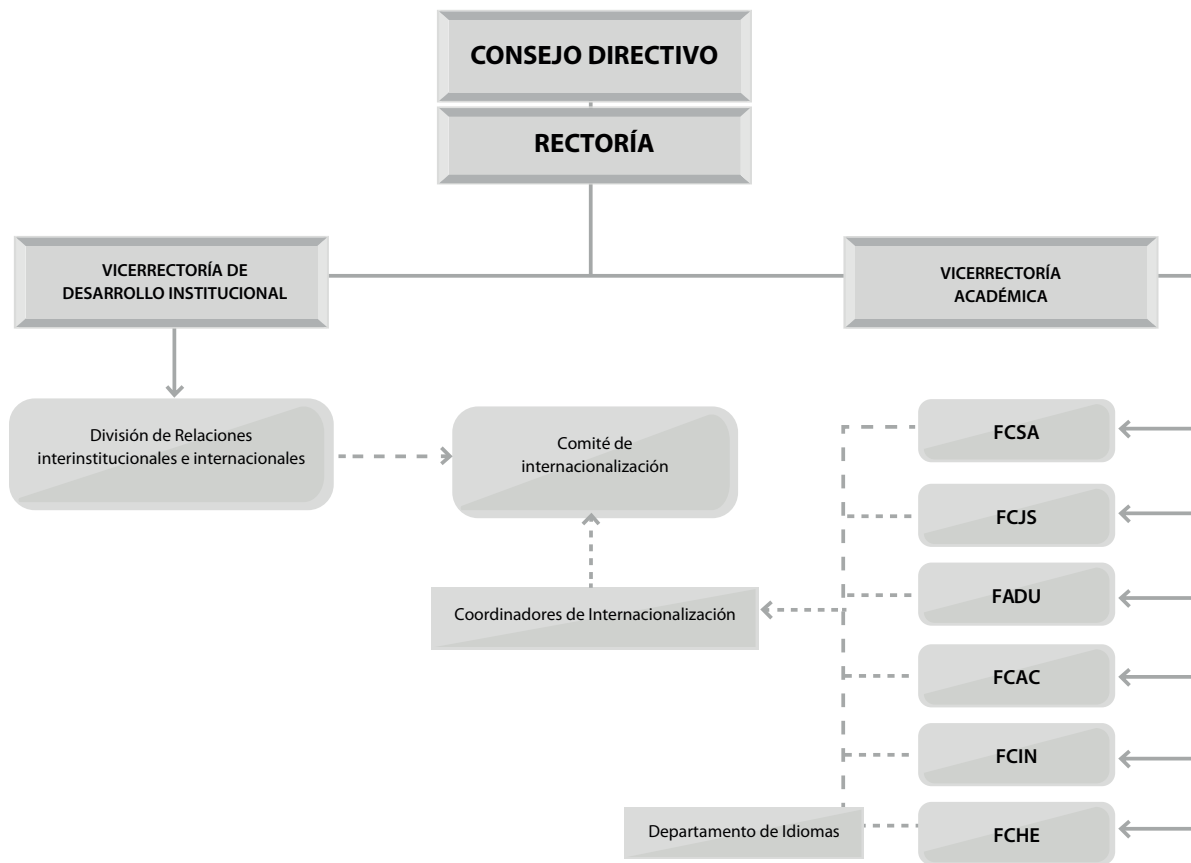 CONSEJO DIRECTIVO
RECTORÍA
VICERRECTORÍA DE
DESARROLLO INSTITUCIONAL
VICERRECTORÍA
ACADÉMICA
División de Relaciones
interinstitucionales e internacionales
Comité de
internacionalización
Coordinadores de Internacionalización
FCSA
FCJS
FADU
FCAC
FCIN
Departamento de Idiomas
FCHE